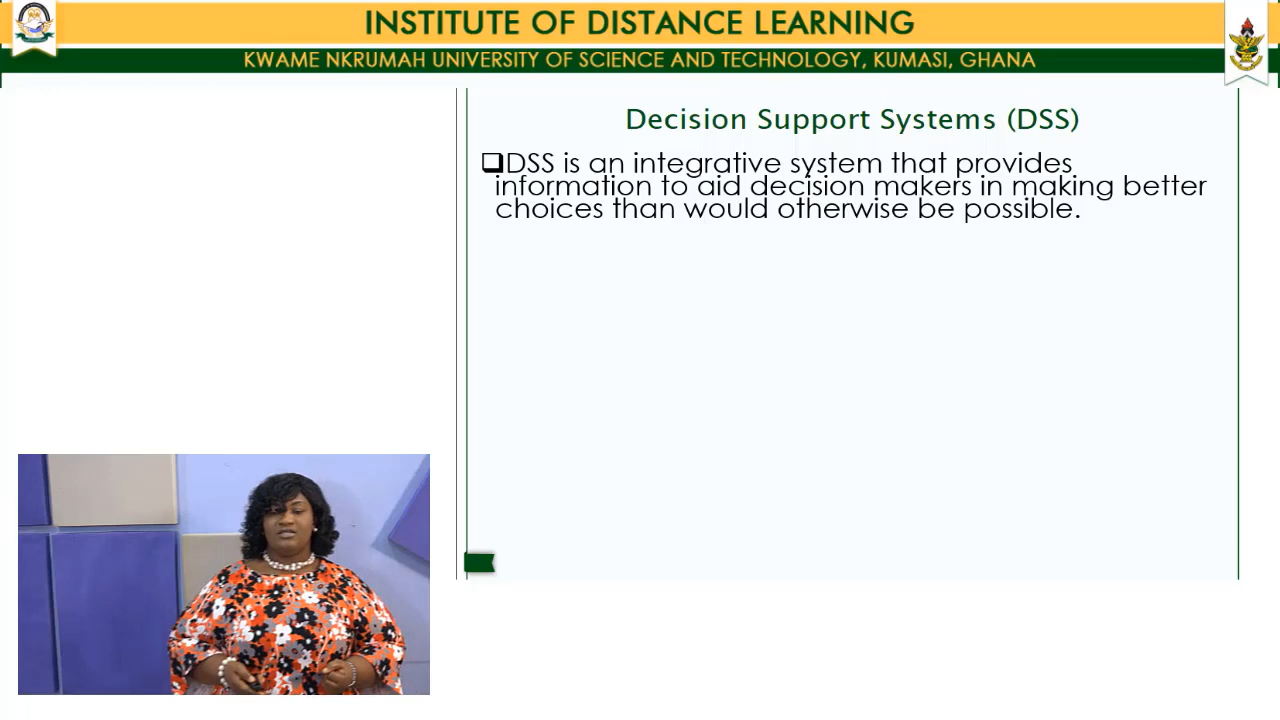 INSTITUTE OF DISTANCE LEARNING
KWAME NKRUMAH UNIVERSITY OF SCIENCE AND TECHNOLOGY, KUMASI, GHANA
Decision Support Systems (DSS)
❑DSS is an integrative system that provides
information to aid decision makers in making better
choices than would otherwise be possible.